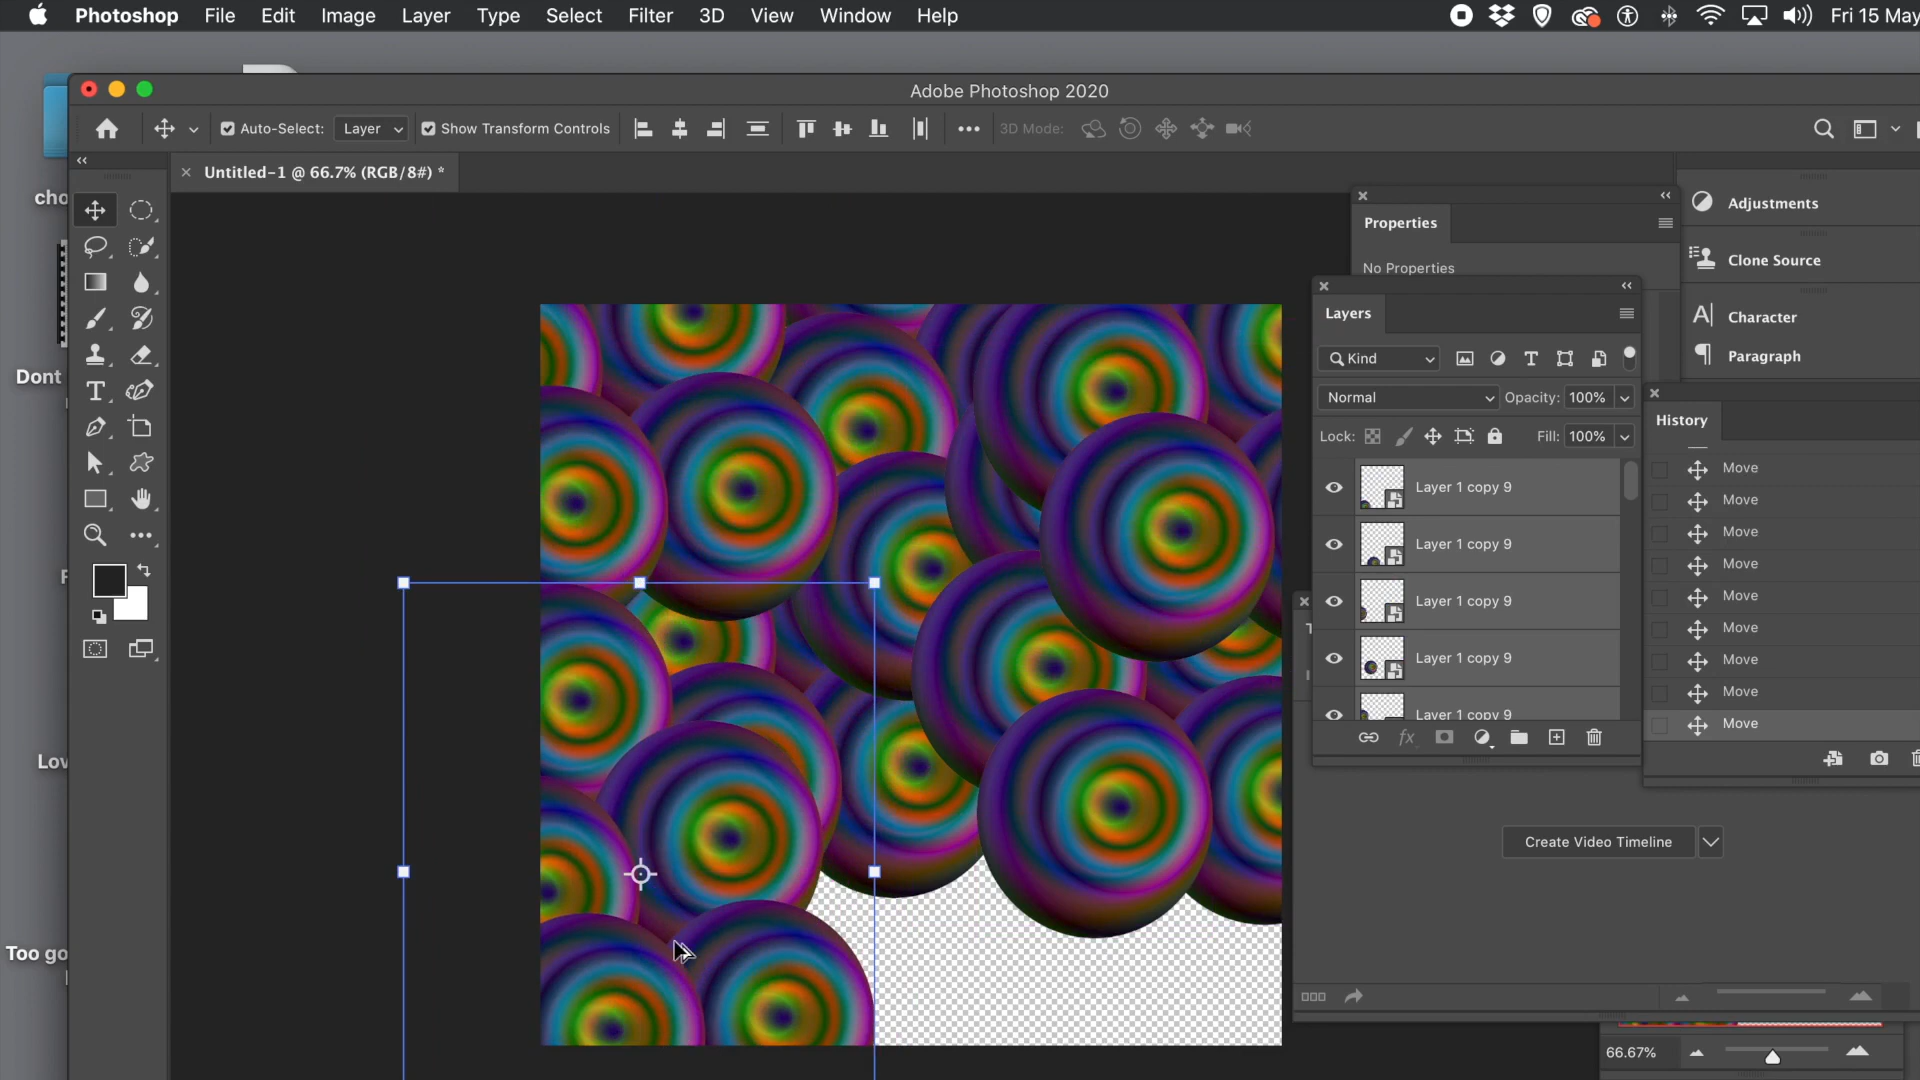 Photoshop File Edit Image Layer Type Select Filter 3D View Window Help Fri 15 May
Adobe Photoshop 2020
Auto-Select: Layer Show Transform Controls 3D Mode:
Untitled-1 @ 66.7% (RGB/8#) *
cho
Dont
Lov
Too go
Properties
No Properties
Adjustments
Clone Source
Character
Paragraph
Layers
Kind
Normal Opacity: 100%
Lock: Fill: 100%
Layer 1 copy 9
Layer 1 copy 9
Layer 1 copy 9
Layer 1 copy 9
Layer 1 copy 9
History
Move
Move
Move
Move
Move
Move
Move
Move
Move
Create Video Timeline
66.67%